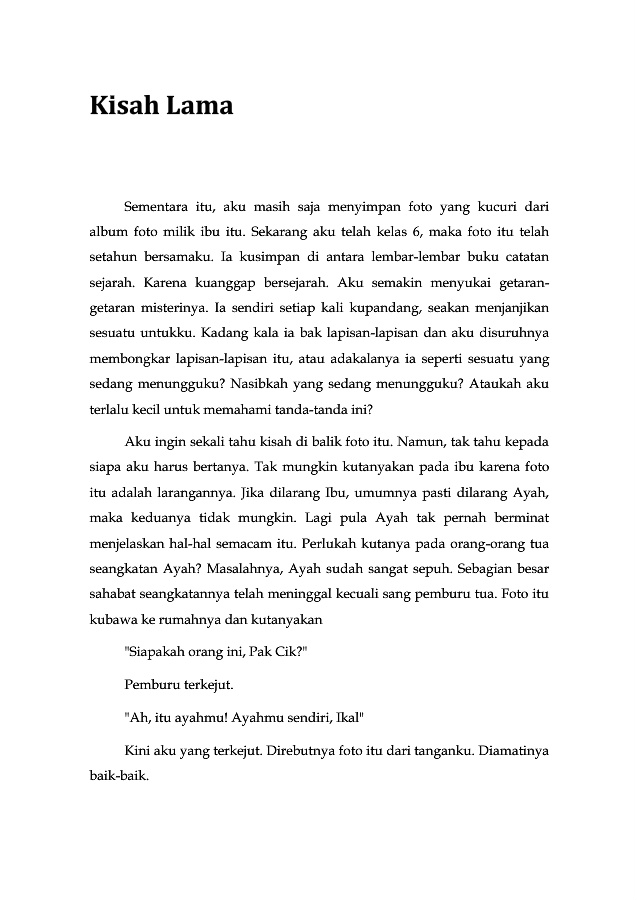 Kisah Lama
Sementara itu, aku masih saja menyimpan foto yang kucuri dari
album foto milik ibu itu. Sekarang aku telah kelas 6, maka foto itu telah
setahun bersamaku. Ia kusimpan di antara lembar-lembar buku catatan
sejarah. Karena kuanggap bersejarah. Aku semakin menyukai getaran-
getaran misterinya. Ia sendiri setiap kali kupandang, seakan menjanjikan
sesuatu untukku. Kadang kala ia bak lapisan-lapisan dan aku disuruhnya
membongkar lapisan-lapisan itu, atau adakalanya ia seperti sesuatu yang
sedang menungguku? Nasibkah yang sedang menungguku? Ataukah aku
terlalu kecil untuk memahami tanda-tanda ini?
Aku ingin sekali tahu kisah di balik foto itu. Namun, tak tahu kepada
siapa aku harus bertanya. Tak mungkin kutanyakan pada ibu karena foto
itu adalah larangannya. Jika dilarang Ibu, umumnya pasti dilarang Ayah,
maka keduanya tidak mungkin. Lagi pula Ayah tak pernah berminat
menjelaskan hal-hal semacam itu. Perlukah kutanya pada orang-orang tua
seangkatan Ayah? Masalahnya, Ayah sudah sangat sepuh. Sebagian besar
sahabat seangkatannya telah meninggal kecuali sang pemburu tua. Foto itu
kubawa ke rumahnya dan kutanyakan
"Siapakah orang ini, Pak Cik?"
Pemburu terkejut.
"Ah, itu ayahmu! Ayahmu sendiri, Ikal"
Kini aku yang terkejut. Direbutnya foto itu dari tanganku. Diamatinya
baik-baik.